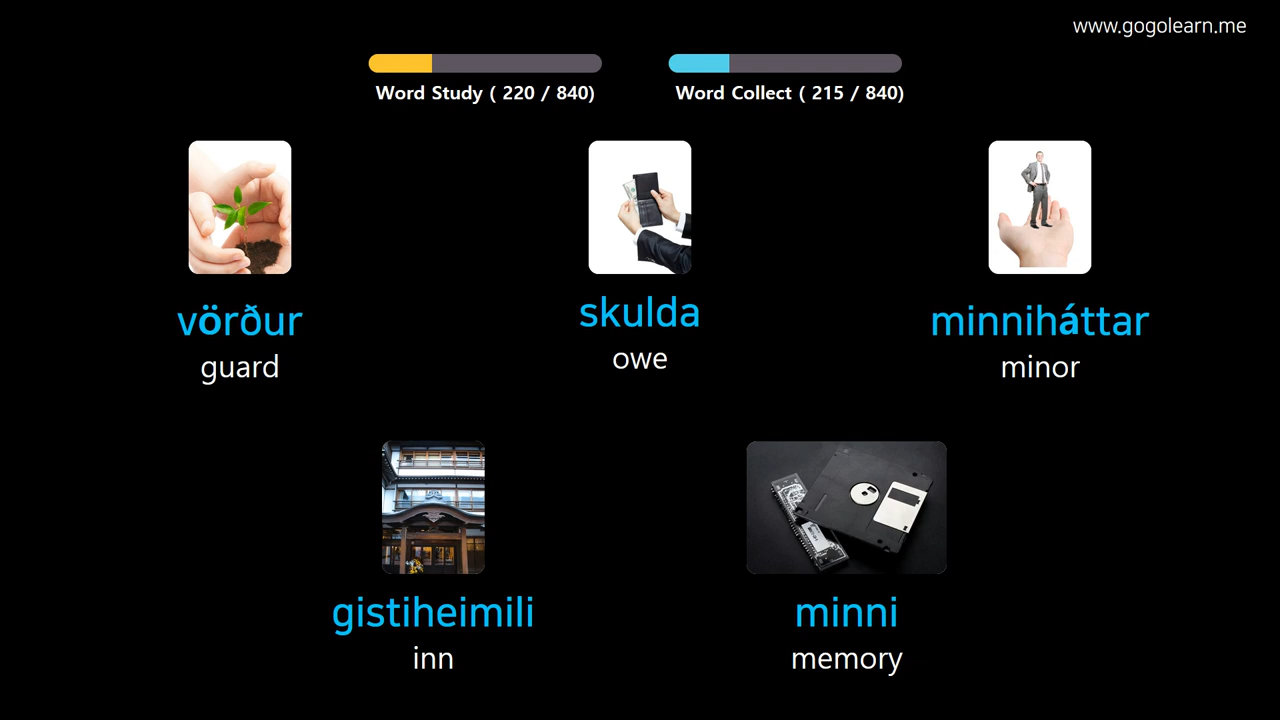 www.gogolearn.me
Word Study ( 220 / 840)
Word Collect ( 215 / 840)
vörður
guard
skulda
owe
minniháttar
minor
gistiheimili
inn
minni
memory